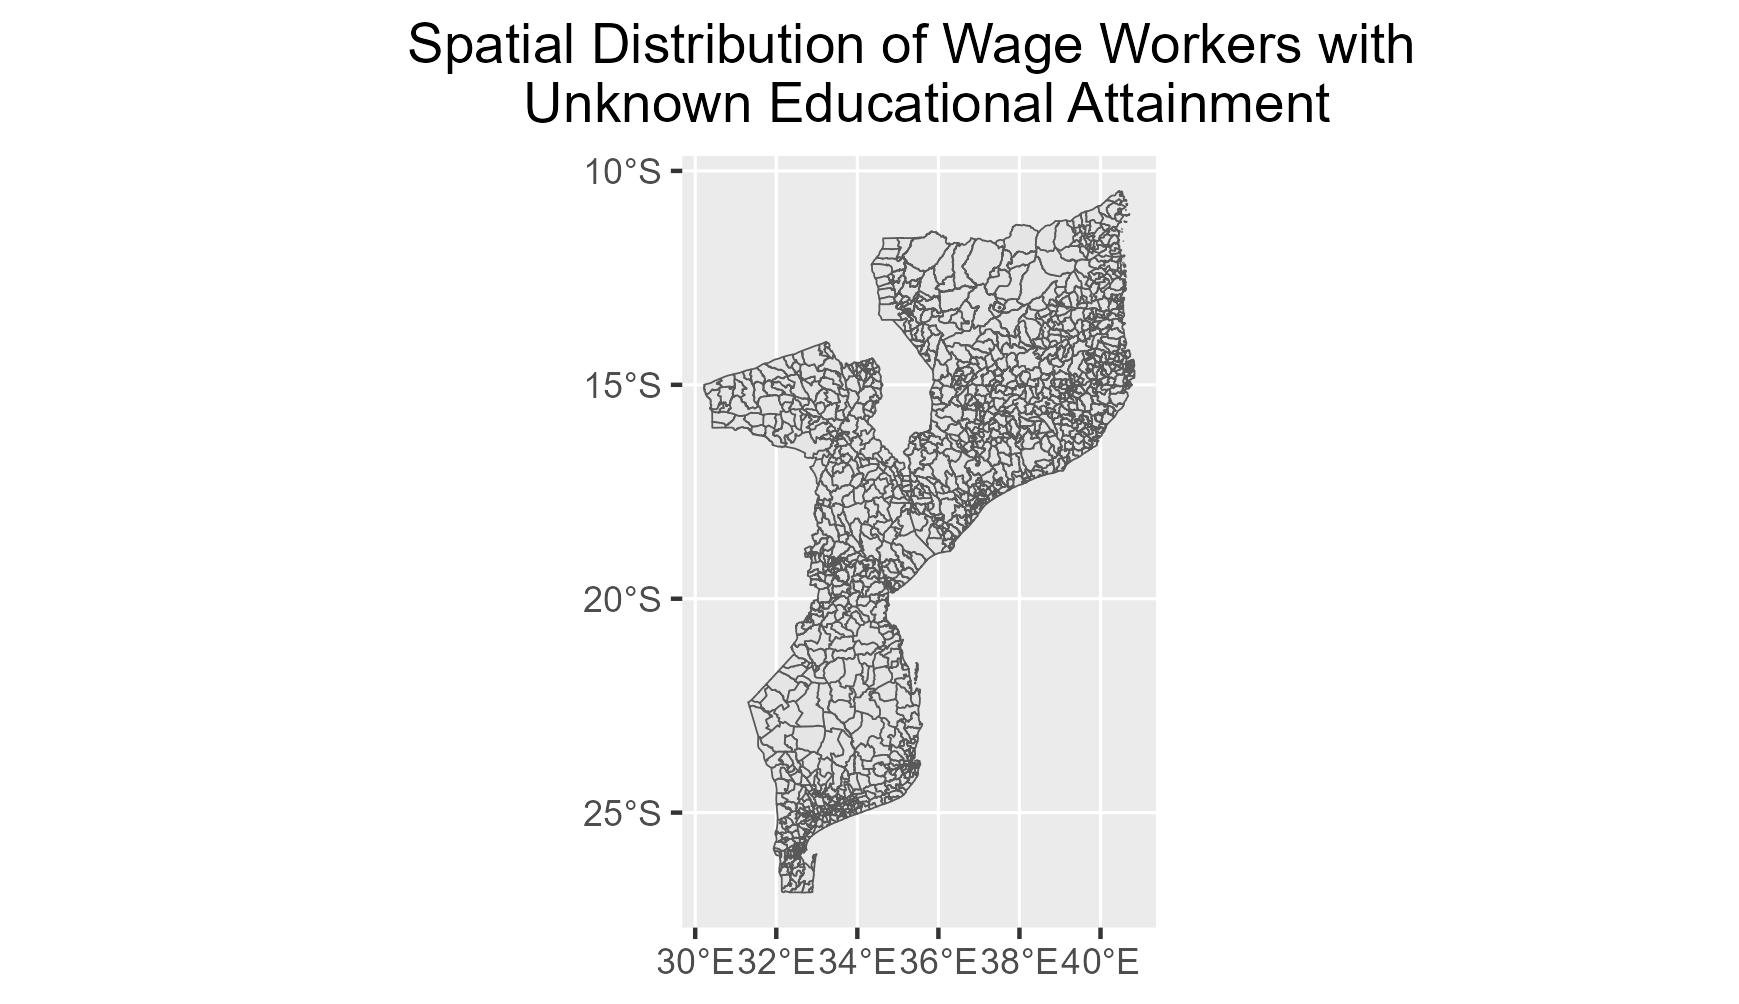 Spatial Distribution of Wage Workers with
Unknown Educational Attainment
10°S
15°S
20°S
25°S
30°E 32°E 34°E 36°E 38°E 40°E